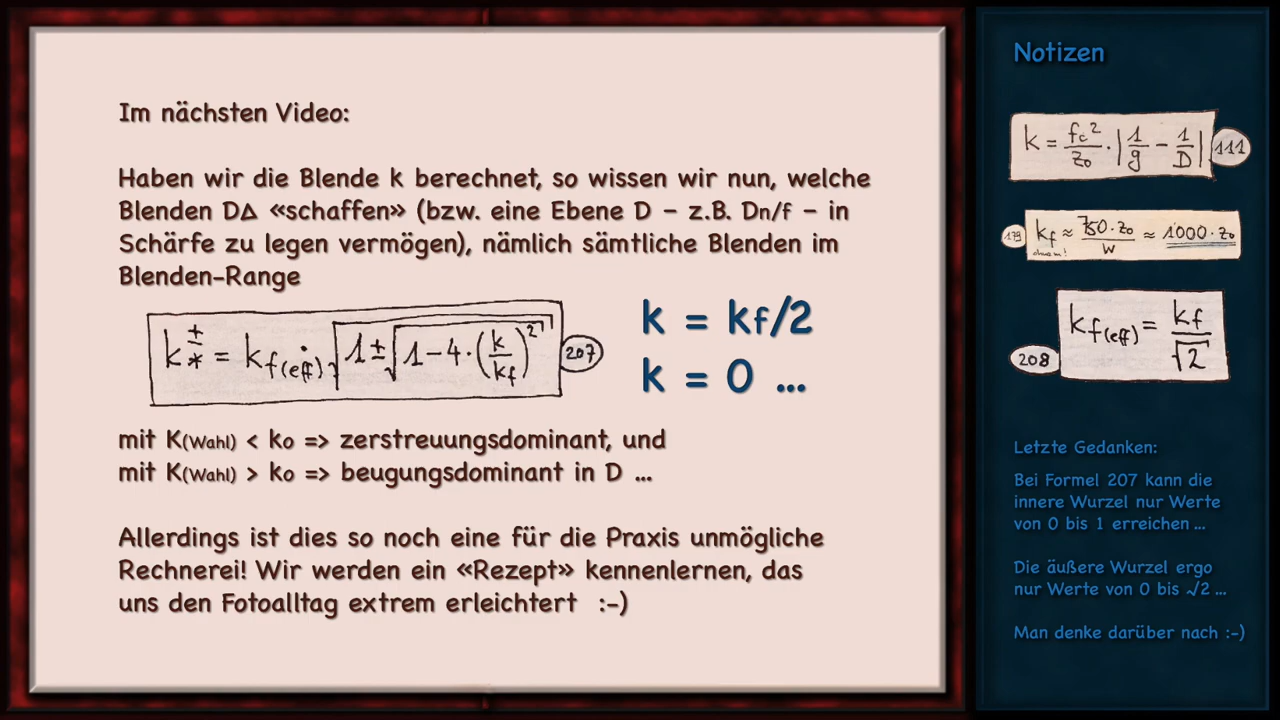 Im nächsten Video:
Haben wir die Blende k berechnet, so wissen wir nun, welche
Blenden D∆ «schaffen» (bzw. eine Ebene D – z.B. Dn/f – in
Schärfe zu legen vermögen), nämlich sämtliche Blenden im
Blenden-Range
k±* = kf(eff) · √(1 ± √(1 – 4 · (k/kf)²)) 207
k = kf/2
k = 0 ...
mit K(Wahl) < ko => zerstreuungsdominant, und
mit K(Wahl) > ko => beugungsdominant in D ...
Allerdings ist dies so noch eine für die Praxis unmögliche
Rechnerei! Wir werden ein «Rezept» kennenlernen, das
uns den Fotoalltag extrem erleichtert :-)
Notizen
k = fc²/zo · |1/g – 1/D| 111
kf ≈ 750 · zo / w ≈ 1'000 · zo
208 kf(eff) = kf/√2
Letzte Gedanken:
Bei Formel 207 kann die
innere Wurzel nur Werte
von 0 bis 1 erreichen ...
Die äußere Wurzel ergo
nur Werte von 0 bis √2 ...
Man denke darüber nach :-)